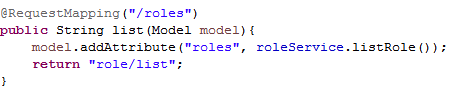 @RequestMapping("/roles")
public String list(Model model){
    model.addAttribute("roles", roleService.listRole());
    return "role/list";
}